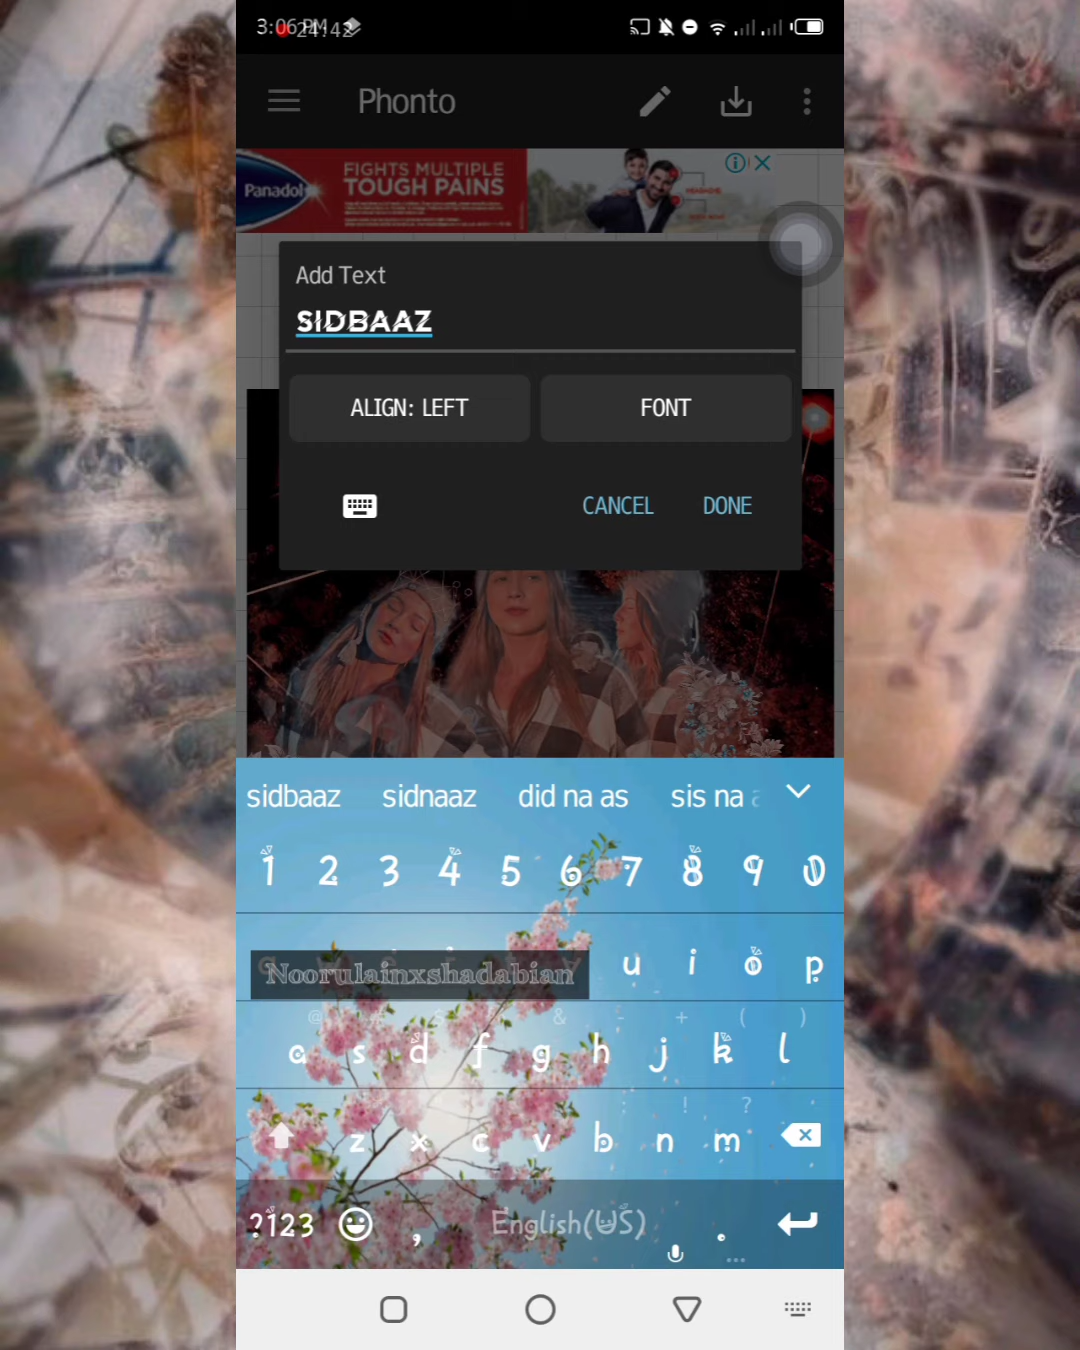 3:06 PM
24:42
Phonto
Panadol
FIGHTS MULTIPLE
TOUGH PAINS
Add Text
SIDBAAZ
ALIGN: LEFT
FONT
CANCEL
DONE
sidbaaz
sidnaaz
did na as
sis na
1 2 3 4 5 6 7 8 9 0
Noorulainxshadabian
u i o p
@ & - + ( )
a s d f g h j k l
: ! ?
z x c v b n m
?123
,
English(US)
.